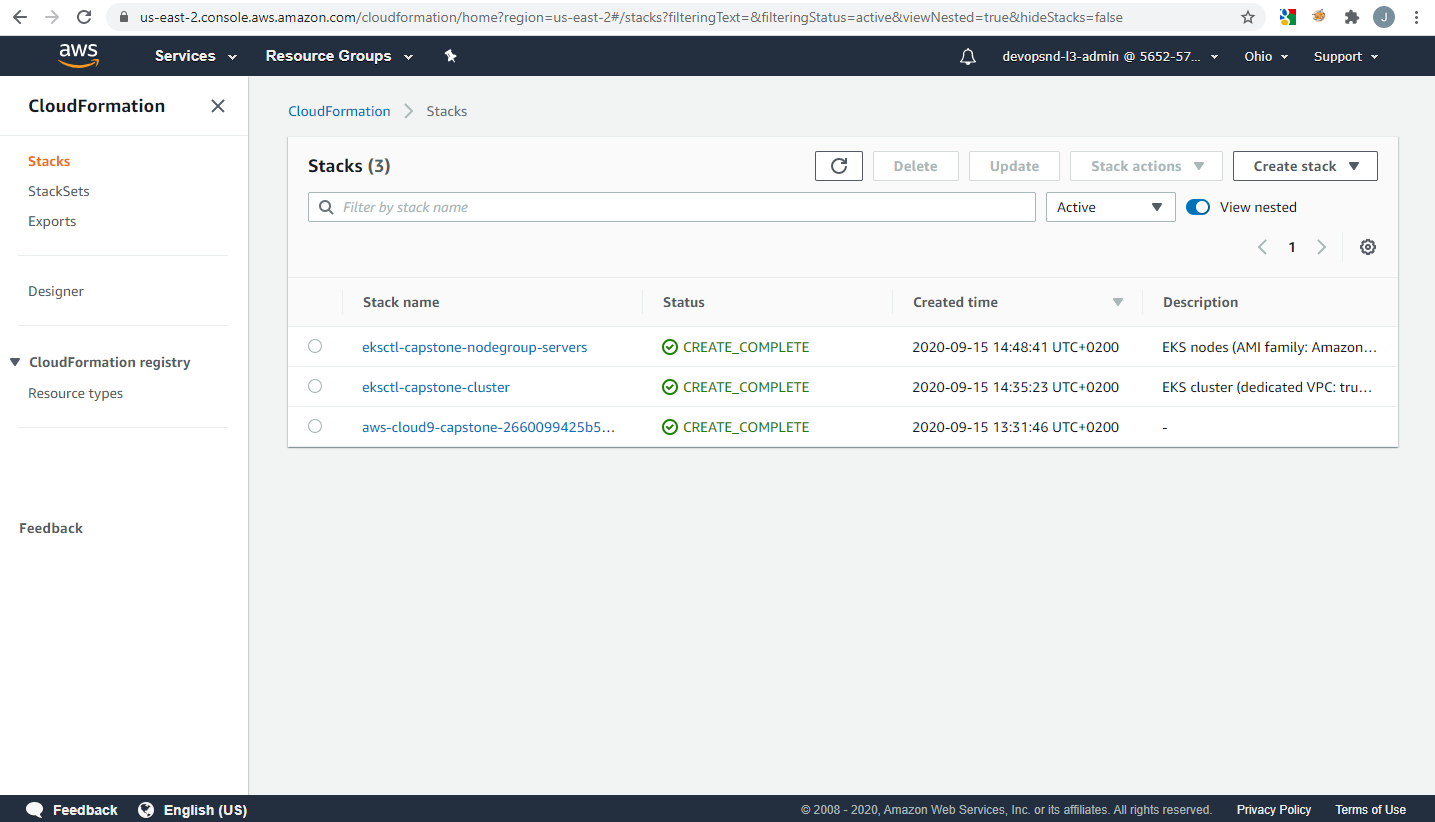 us-east-2.console.aws.amazon.com/cloudformation/home?region=us-east-2#/stacks?filteringText=&filteringStatus=active&viewNested=true&hideStacks=false
J
aws Services Resource Groups devopsnd-l3-admin @ 5652-57... Ohio Support
CloudFormation
Stacks
StackSets
Exports
Designer
CloudFormation registry
Resource types
Feedback
CloudFormation Stacks
Stacks (3) Delete Update Stack actions Create stack
Filter by stack name Active View nested
1
Stack name Status Created time Description
eksctl-capstone-nodegroup-servers CREATE_COMPLETE 2020-09-15 14:48:41 UTC+0200 EKS nodes (AMI family: Amazon…
eksctl-capstone-cluster CREATE_COMPLETE 2020-09-15 14:35:23 UTC+0200 EKS cluster (dedicated VPC: tru…
aws-cloud9-capstone-2660099425b5… CREATE_COMPLETE 2020-09-15 13:31:46 UTC+0200 -
Feedback English (US) © 2008 - 2020, Amazon Web Services, Inc. or its affiliates. All rights reserved. Privacy Policy Terms of Use